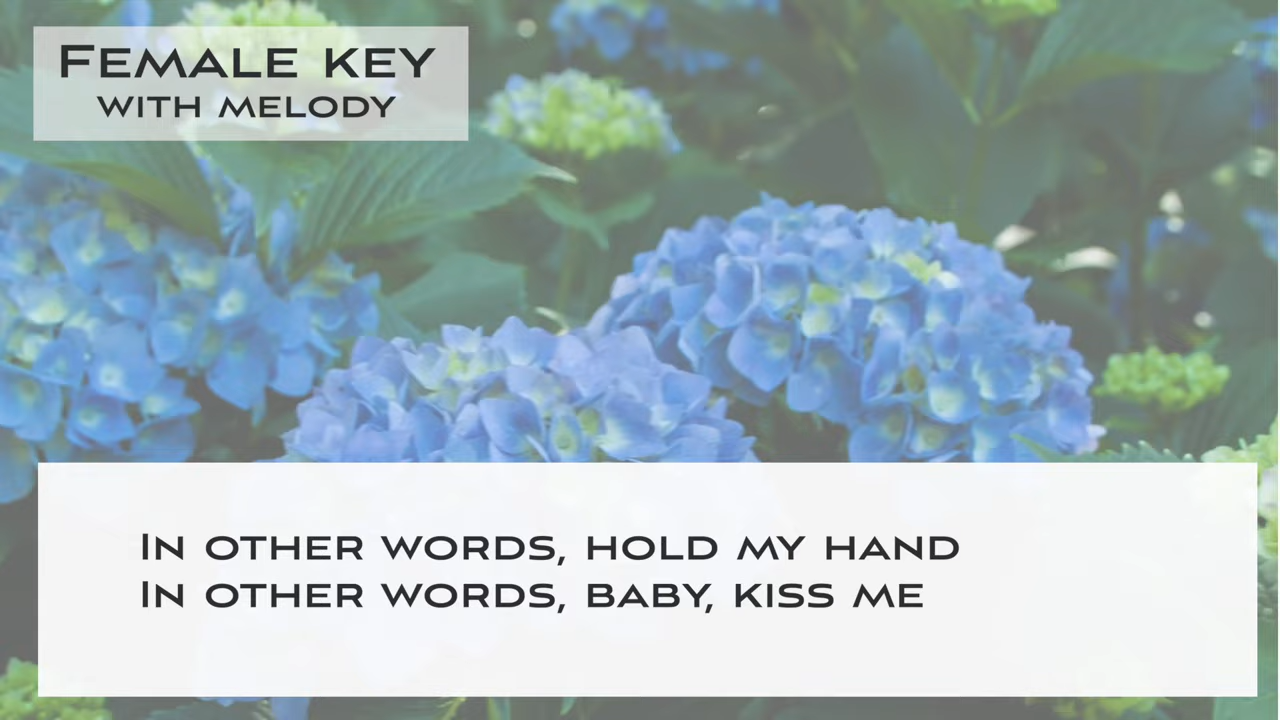 Female key
with melody
In other words, hold my hand
In other words, baby, kiss me